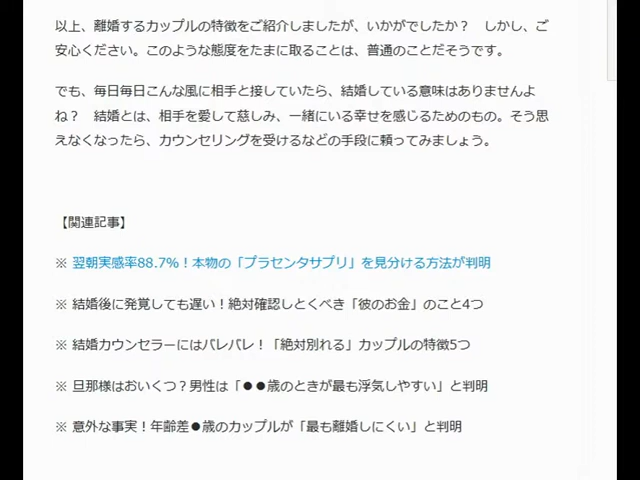 以上、離婚するカップルの特徴をご紹介しましたが、いかがでしたか？　しかし、ご
安心ください。このような態度をたまに取ることは、普通のことだそうです。
でも、毎日毎日こんな風に相手と接していたら、結婚している意味はありませんよ
ね？　結婚とは、相手を愛して慈しみ、一緒にいる幸せを感じるためのもの。そう思
えなくなったら、カウンセリングを受けるなどの手段に頼ってみましょう。
【関連記事】
※ 翌朝実感率88.7%！本物の「プラセンタサプリ」を見分ける方法が判明
※ 結婚後に発覚しても遅い！絶対確認しとくべき「彼のお金」のこと4つ
※ 結婚カウンセラーにはバレバレ！「絶対別れる」カップルの特徴5つ
※ 旦那様はおいくつ？男性は「●●歳のときが最も浮気しやすい」と判明
※ 意外な事実！年齢差●歳のカップルが「最も離婚しにくい」と判明